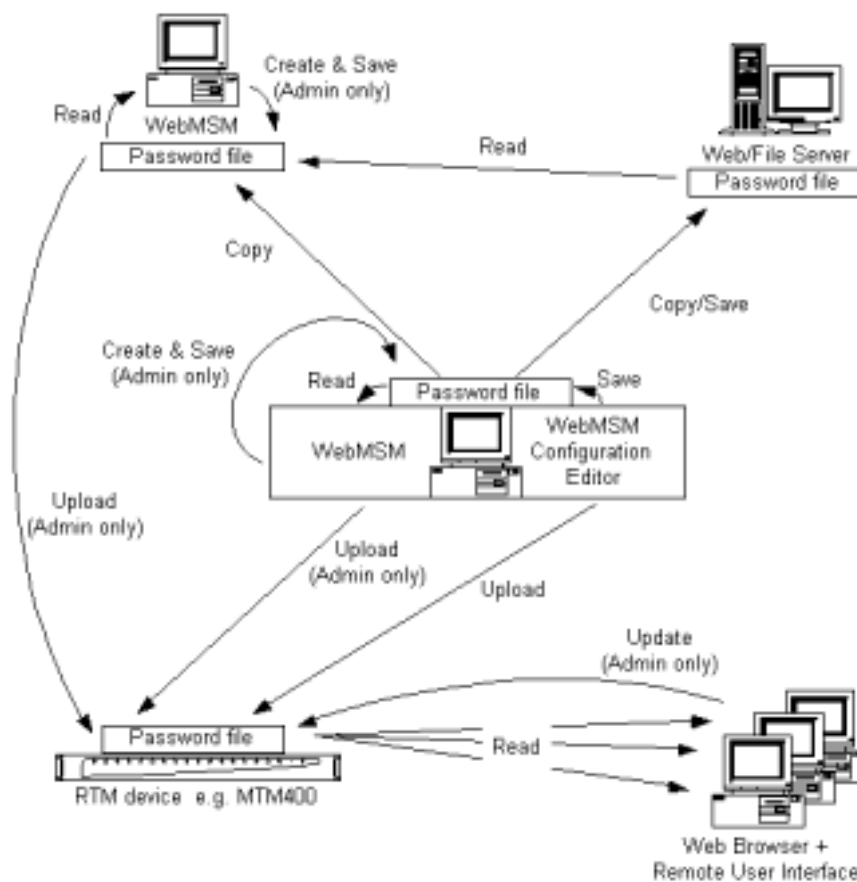 Create & Save
(Admin only)
Read
WebMSM
Password file
Read
Web/File Server
Password file
Copy
Copy/Save
Create & Save
(Admin only)
Read
Password file
Save
WebMSM
WebMSM
Configuration
Editor
Upload
(Admin only)
Upload
(Admin only)
Upload
Update
(Admin only)
Password file
Read
RTM device e.g. MTM400
Web Browser +
Remote User Interface